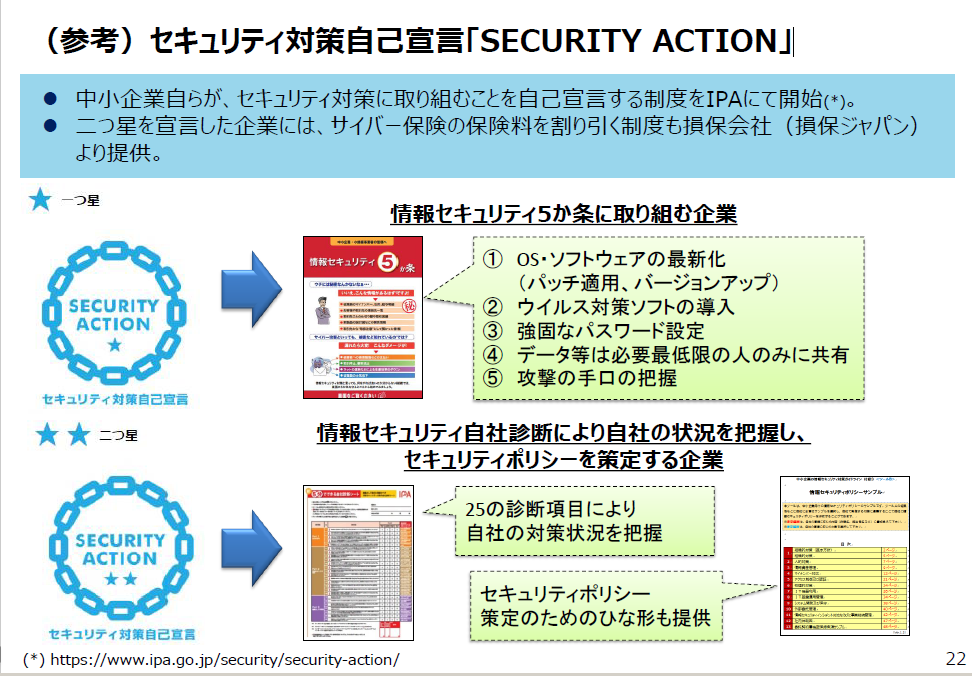 （参考）セキュリティ対策自己宣言「SECURITY ACTION」
● 中小企業自らが、セキュリティ対策に取り組むことを自己宣言する制度をIPAにて開始(*)。
● 二つ星を宣言した企業には、サイバー保険の保険料を割り引く制度も損保会社（損保ジャパン）
より提供。
★ 一つ星
情報セキュリティ5か条に取り組む企業
SECURITY
ACTION
★
セキュリティ対策自己宣言
中小企業・小規模事業者の皆様へ
情報セキュリティ5か条
① OS・ソフトウェアの最新化
（パッチ適用、バージョンアップ）
② ウイルス対策ソフトの導入
③ 強固なパスワード設定
④ データ等は必要最低限の人のみに共有
⑤ 攻撃の手口の把握
★ ★ 二つ星
情報セキュリティ自社診断により自社の状況を把握し、
セキュリティポリシーを策定する企業
SECURITY
ACTION
★★
セキュリティ対策自己宣言
IPA
25の診断項目により
自社の対策状況を把握
セキュリティポリシー
策定のためのひな形も提供
情報セキュリティポリシーサンプル
目 次
(*) https://www.ipa.go.jp/security/security-action/
22